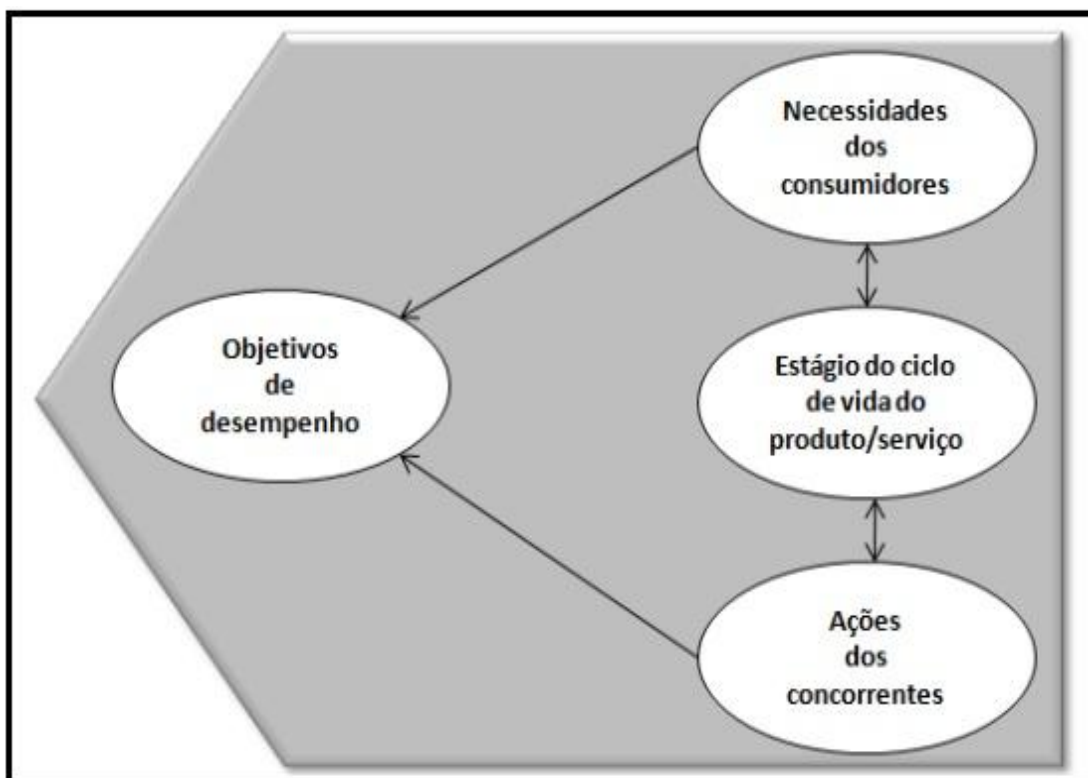 Necessidades
dos
consumidores
Objetivos
de
desempenho
Estágio do ciclo
de vida do
produto/serviço
Ações
dos
concorrentes